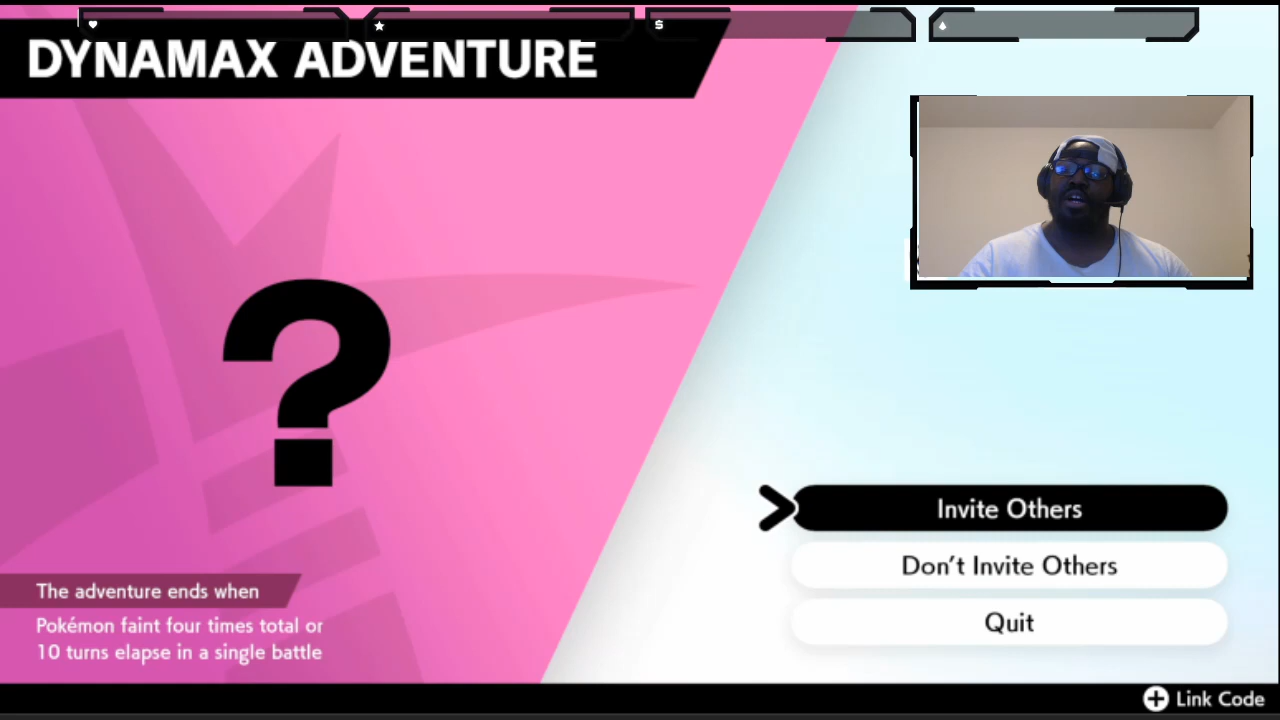 DYNAMAX ADVENTURE
?
Invite Others
Don't Invite Others
Quit
The adventure ends when
Pokémon faint four times total or
10 turns elapse in a single battle
Link Code